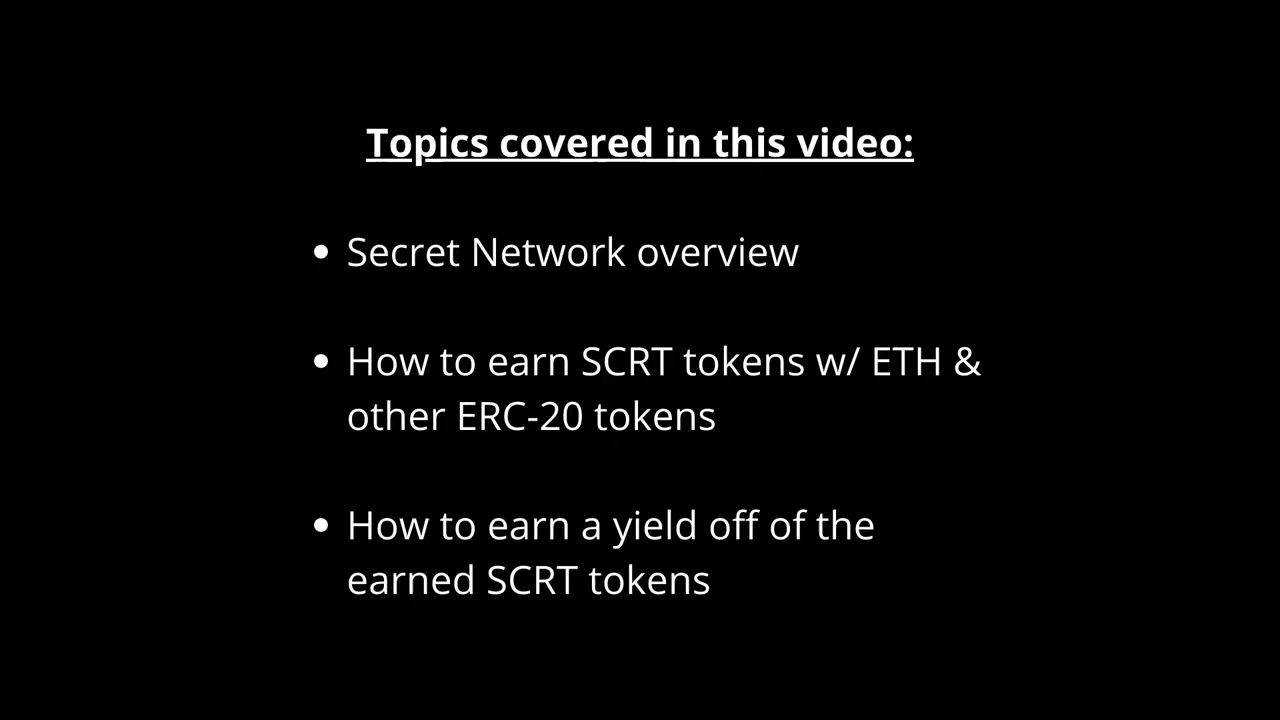 Topics covered in this video:
• Secret Network overview
• How to earn SCRT tokens w/ ETH &
other ERC-20 tokens
• How to earn a yield off of the
earned SCRT tokens